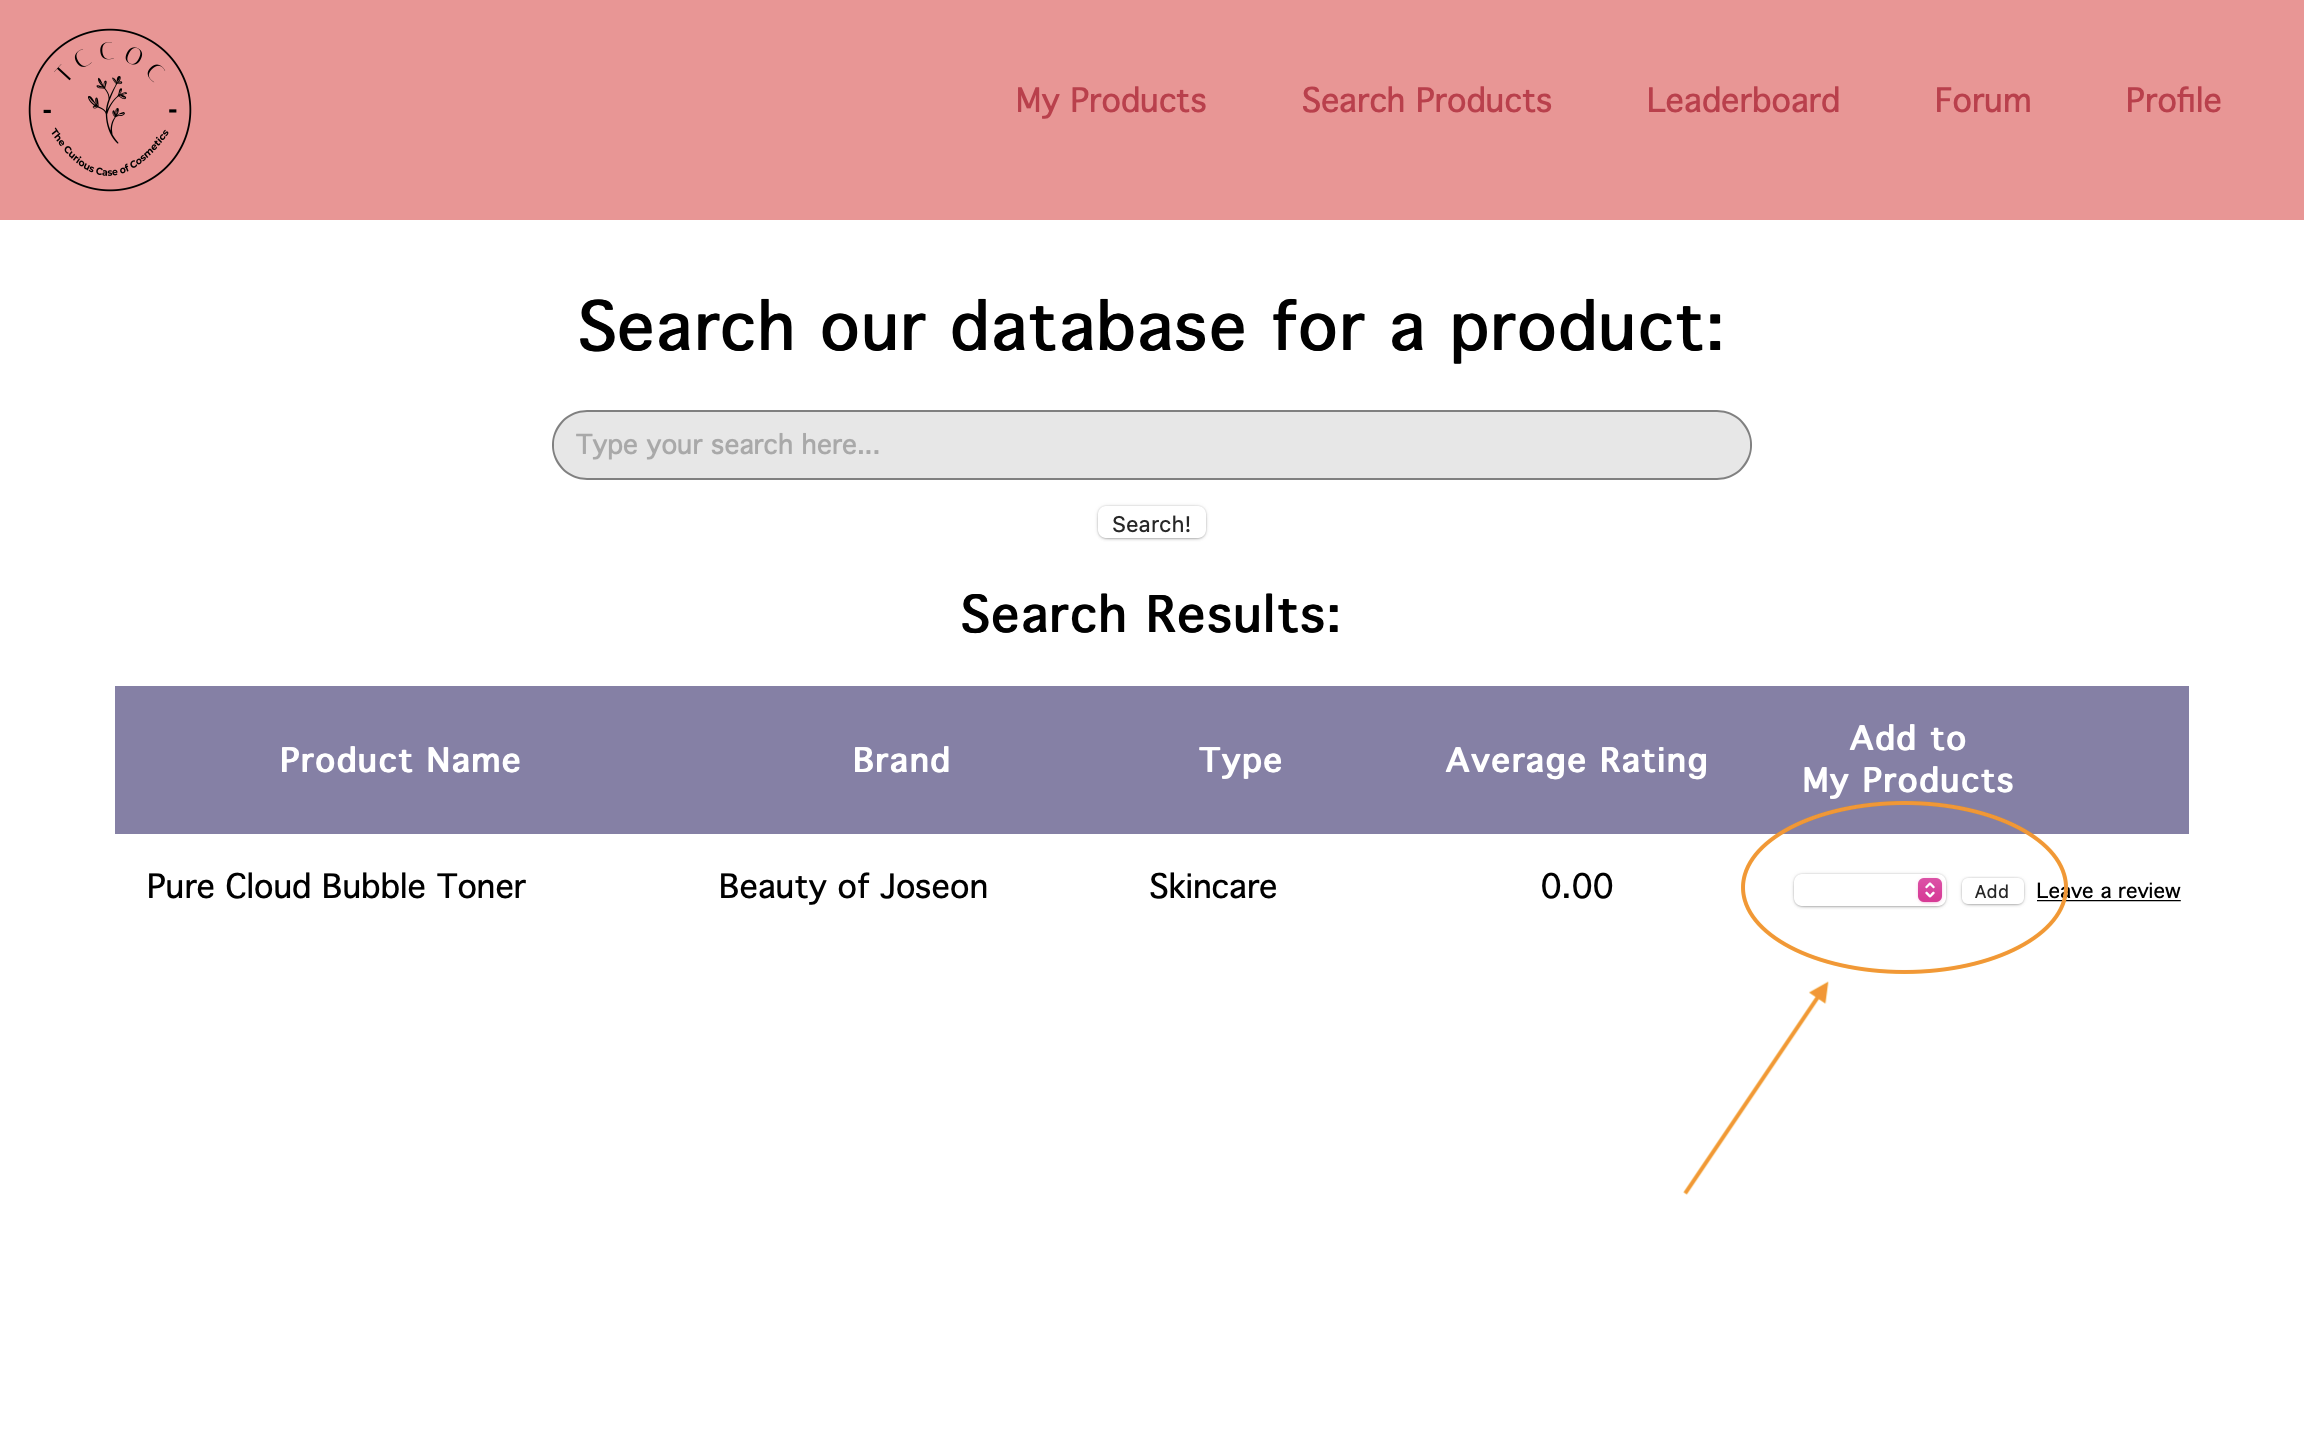 TCCOC
The Curious Case of Cosmetics
My Products Search Products Leaderboard Forum Profile
Search our database for a product:
Type your search here...
Search!
Search Results:
Product Name Brand Type Average Rating Add to
My Products
Pure Cloud Bubble Toner Beauty of Joseon Skincare 0.00 Add Leave a review